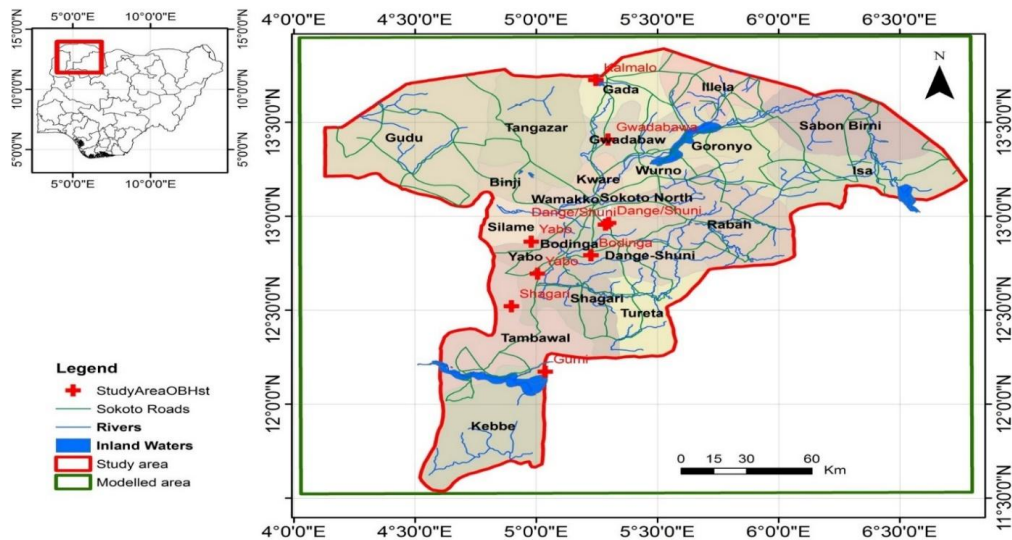 5°0'0"E 10°0'0"E
15°0'0"N 15°0'0"N
10°0'0"N 10°0'0"N
5°0'0"N 5°0'0"N
5°0'0"E 10°0'0"E
4°0'0"E 4°30'0"E 5°0'0"E 5°30'0"E 6°0'0"E 6°30'0"E
N
Kalmalo
Gada
Illela
Gudu
Tangazar
Gwadabawa
Gwadabaw
Goronyo
Sabon Birni
Wurno
Isa
Binji
Kware
Wamakko
Sokoto North
Dange/Shuni
Dange/Shuni
Silame
Yabo
Rabah
Bodinga
Bodinga
Yabo
Dange-Shuni
Yabo
Shagari
Shagari
Tureta
Tambawal
Gumi
Kebbe
13°30'0"N 13°30'0"N
13°0'0"N 13°0'0"N
12°30'0"N 12°30'0"N
12°0'0"N 12°0'0"N
11°30'0"N
0 15 30 60
Km
4°0'0"E 4°30'0"E 5°0'0"E 5°30'0"E 6°0'0"E 6°30'0"E
Legend
StudyAreaOBHst
Sokoto Roads
Rivers
Inland Waters
Study area
Modelled area